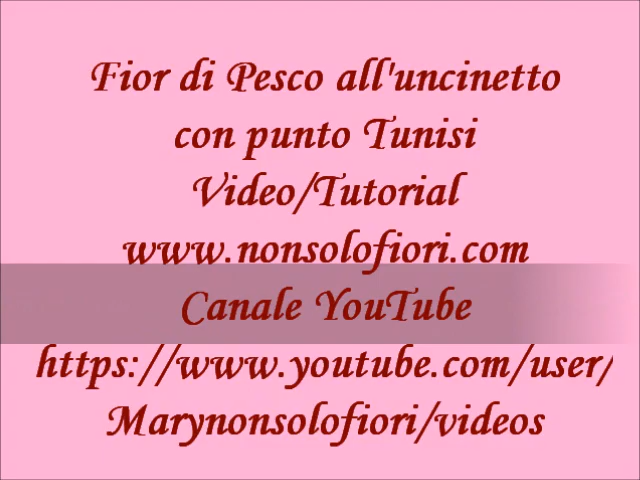 Fior di Pesco all'uncinetto
con punto Tunisi
Video/Tutorial
www.nonsolofiori.com
Canale YouTube
https://www.youtube.com/user/
Marynonsolofiori/videos